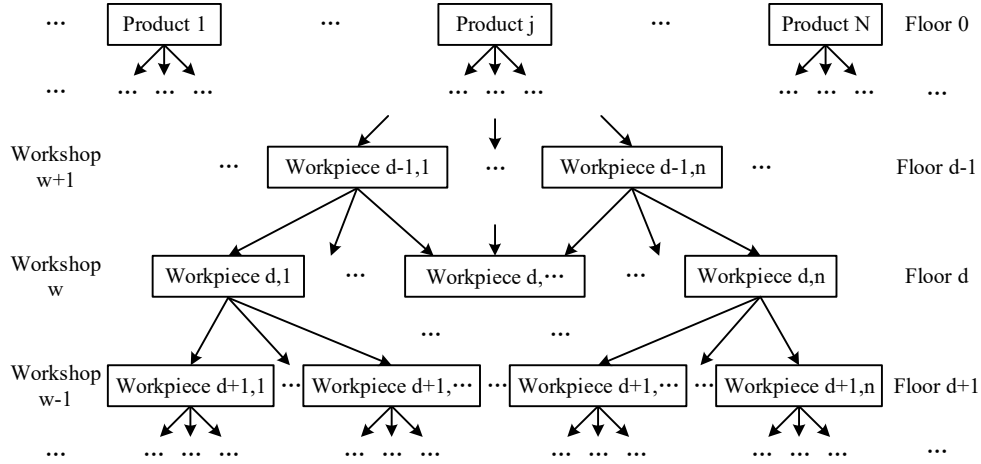 ... Product 1 ... Product j ... Product N Floor 0
... ... ... ... ... ... ... ... ... ... ...
Workshop w+1 ... Workpiece d-1,1 ... Workpiece d-1,n ... Floor d-1
Workshop w Workpiece d,1 ... Workpiece d,··· ... Workpiece d,n Floor d
... ...
Workshop w-1 Workpiece d+1,1 ... Workpiece d+1,··· ... Workpiece d+1,··· ... Workpiece d+1,n Floor d+1
... ... ... ... ... ... ... ... ... ... ... ... ... ...